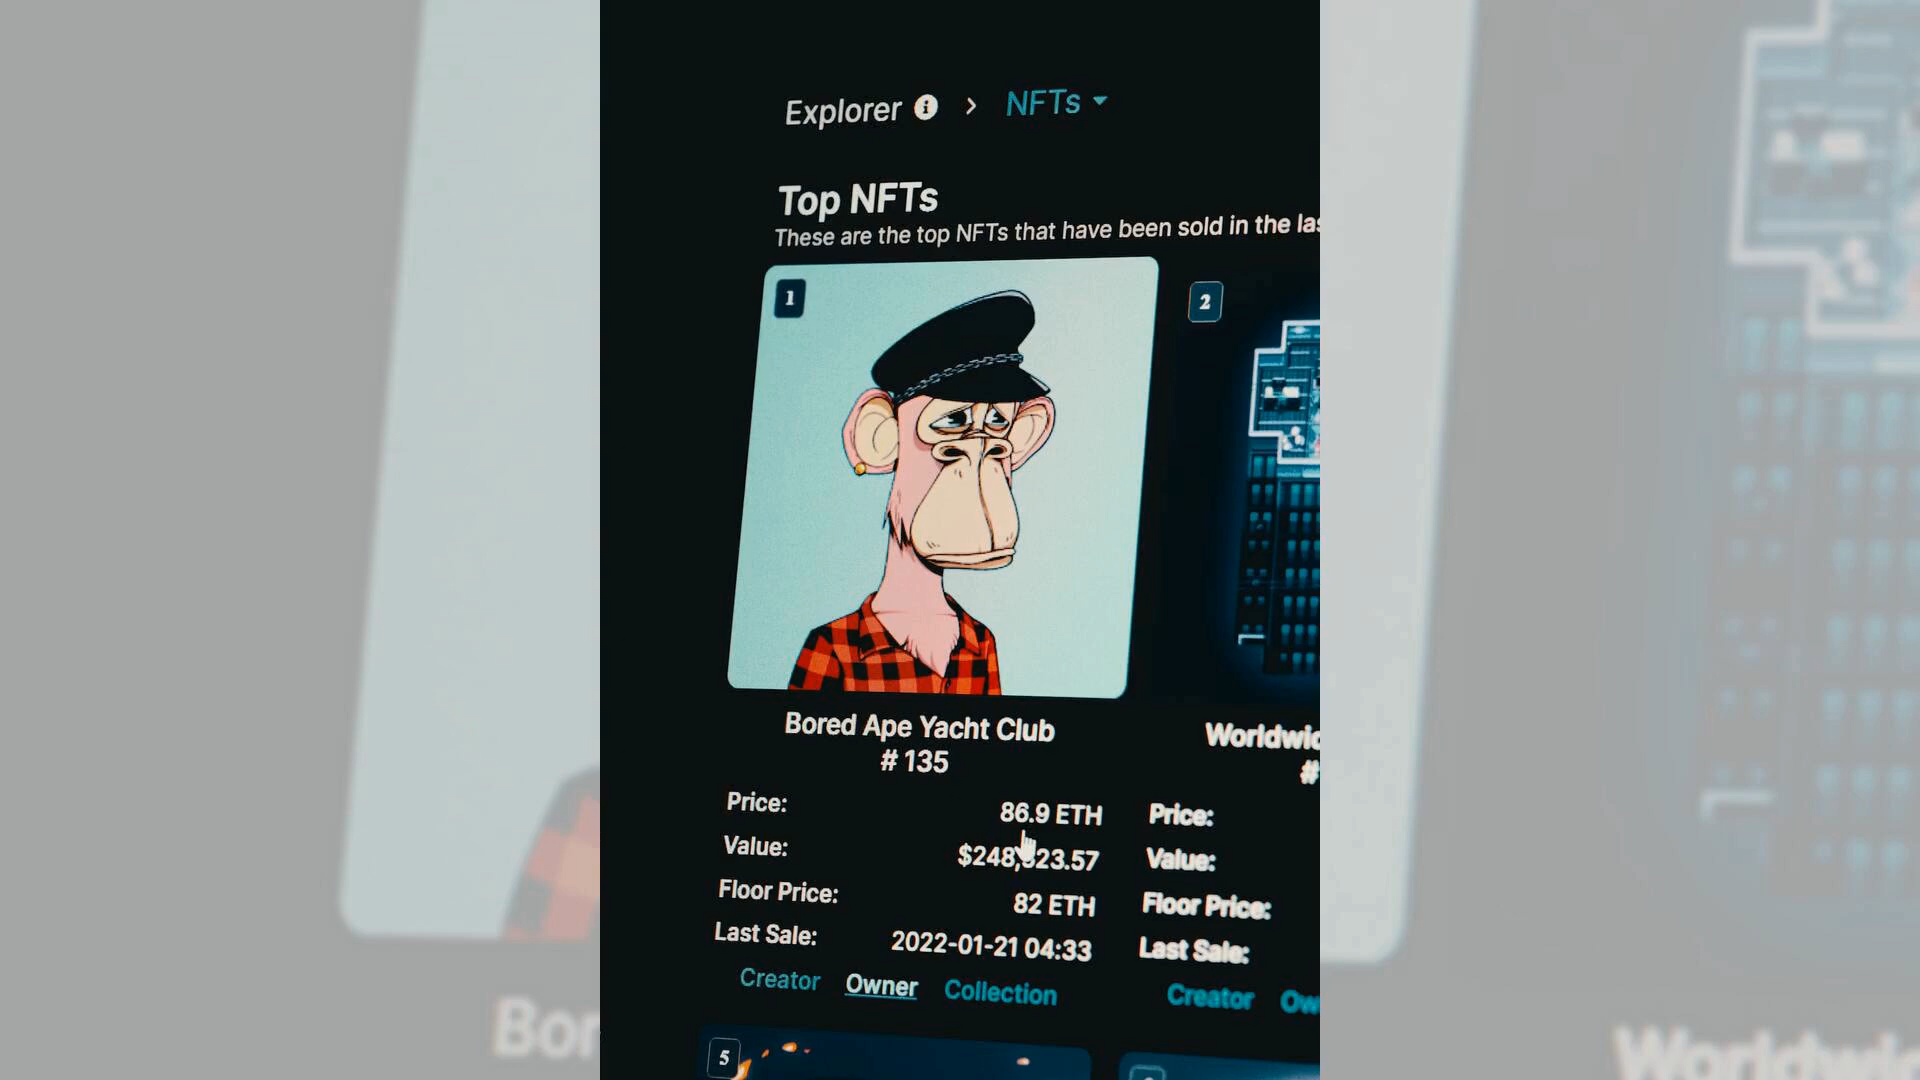 Explorer
NFTs
Top NFTs
These are the top NFTs that have been sold in the
1
2
Bored Ape Yacht Club
# 135
Price:
86.9 ETH
Value:
Floor Price:
82 ETH
Last Sale:
2022-01-21 04:33
Creator Owner Collection
#
Price:
Value:
Floor Price:
Last Sale:
Creator
5